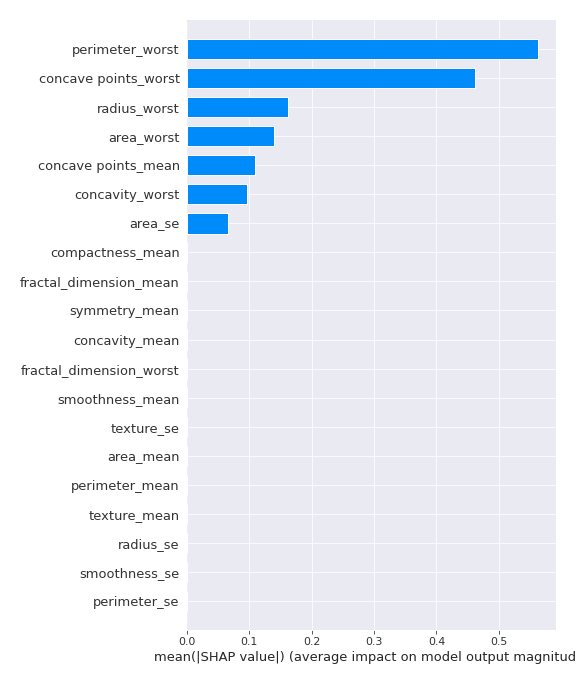 perimeter_worst
concave points_worst
radius_worst
area_worst
concave points_mean
concavity_worst
area_se
compactness_mean
fractal_dimension_mean
symmetry_mean
concavity_mean
fractal_dimension_worst
smoothness_mean
texture_se
area_mean
perimeter_mean
texture_mean
radius_se
smoothness_se
perimeter_se
0.0 0.1 0.2 0.3 0.4 0.5
mean(|SHAP value|) (average impact on model output magnitud